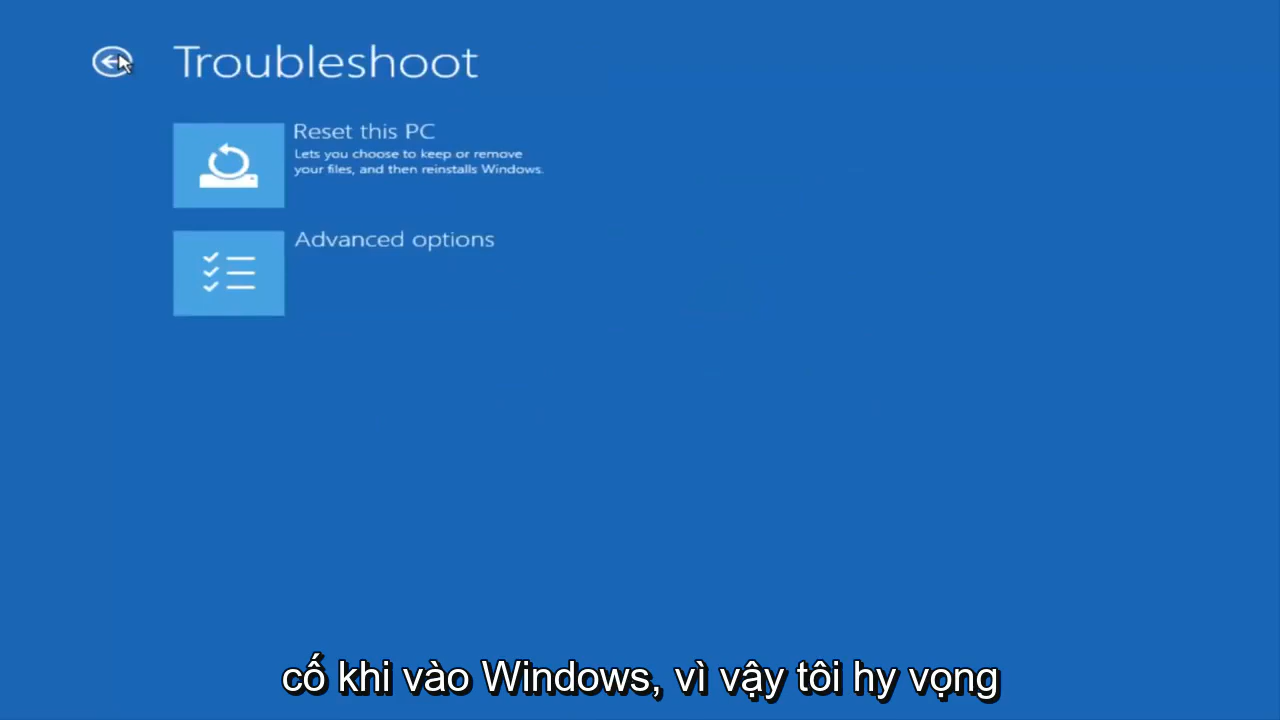 Troubleshoot
Reset this PC
Lets you choose to keep or remove
your files, and then reinstalls Windows.
Advanced options
cố khi vào Windows, vì vậy tôi hy vọng